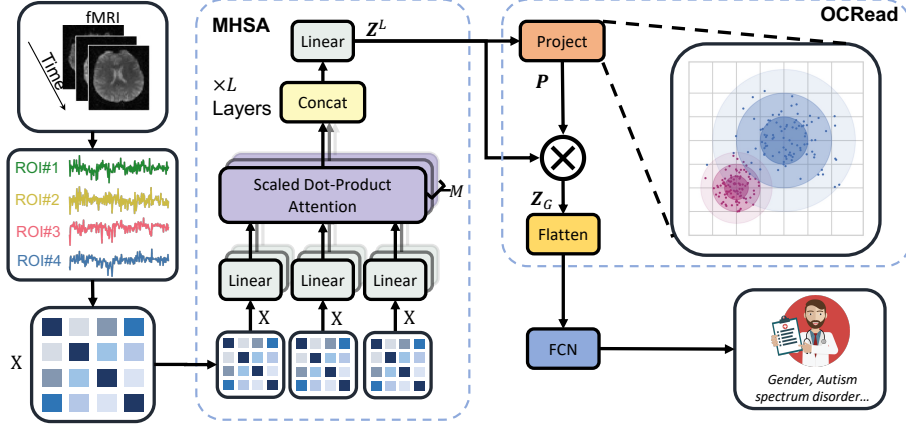 fMRI
Time
ROI#1
ROI#2
ROI#3
ROI#4
X
MHSA
Linear
Z^L
×L
Layers
Concat
Scaled Dot-Product
Attention
M
Linear
Linear
Linear
X
X
X
OCRead
Project
P
Z_G
Flatten
FCN
Gender, Autism
spectrum disorder...